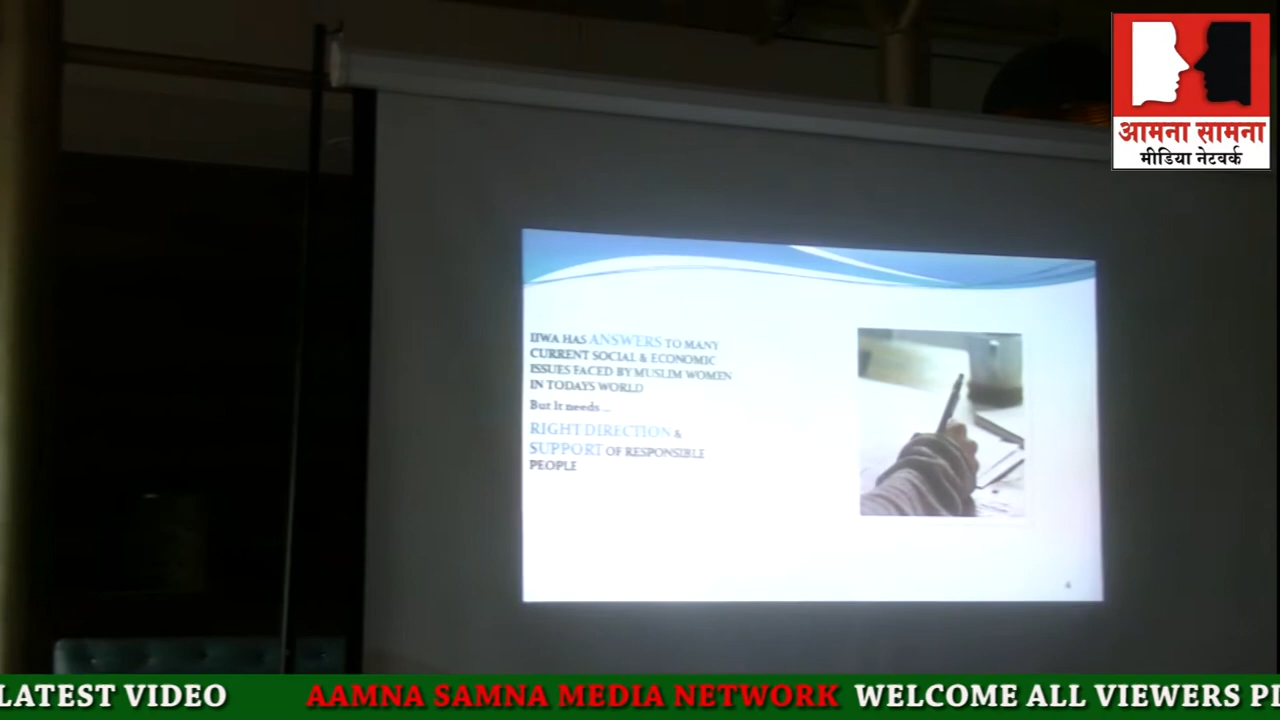 आमना सामना
मीडिया नेटवर्क
IIWA HAS ANSWERS TO MANY
CURRENT SOCIAL & ECONOMIC
ISSUES FACED BY MUSLIM WOMEN
IN TODAYS WORLD
But It needs ...
RIGHT DIRECTION &
SUPPORT OF RESPONSIBLE
PEOPLE
4
LATEST VIDEO AAMNA SAMNA MEDIA NETWORK WELCOME ALL VIEWERS